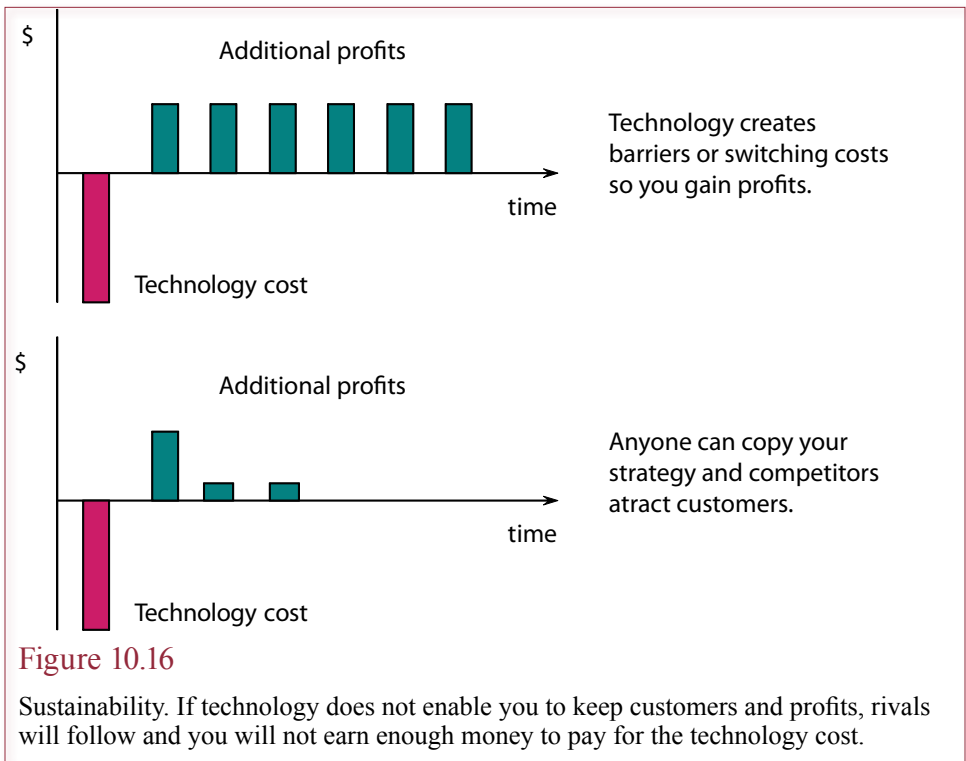 $
Additional profits
Technology creates
barriers or switching costs
so you gain profits.
time
Technology cost
$
Additional profits
Anyone can copy your
strategy and competitors
atract customers.
time
Technology cost
Figure 10.16
Sustainability. If technology does not enable you to keep customers and profits, rivals
will follow and you will not earn enough money to pay for the technology cost.